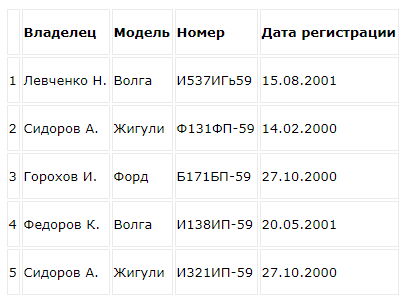 Владелец Модель Номер Дата регистрации
1 Левченко Н. Волга И537ИГь59 15.08.2001
2 Сидоров А. Жигули Ф131ФП-59 14.02.2000
3 Горохов И. Форд Б171БП-59 27.10.2000
4 Федоров К. Волга И138ИП-59 20.05.2001
5 Сидоров А. Жигули И321ИП-59 27.10.2000